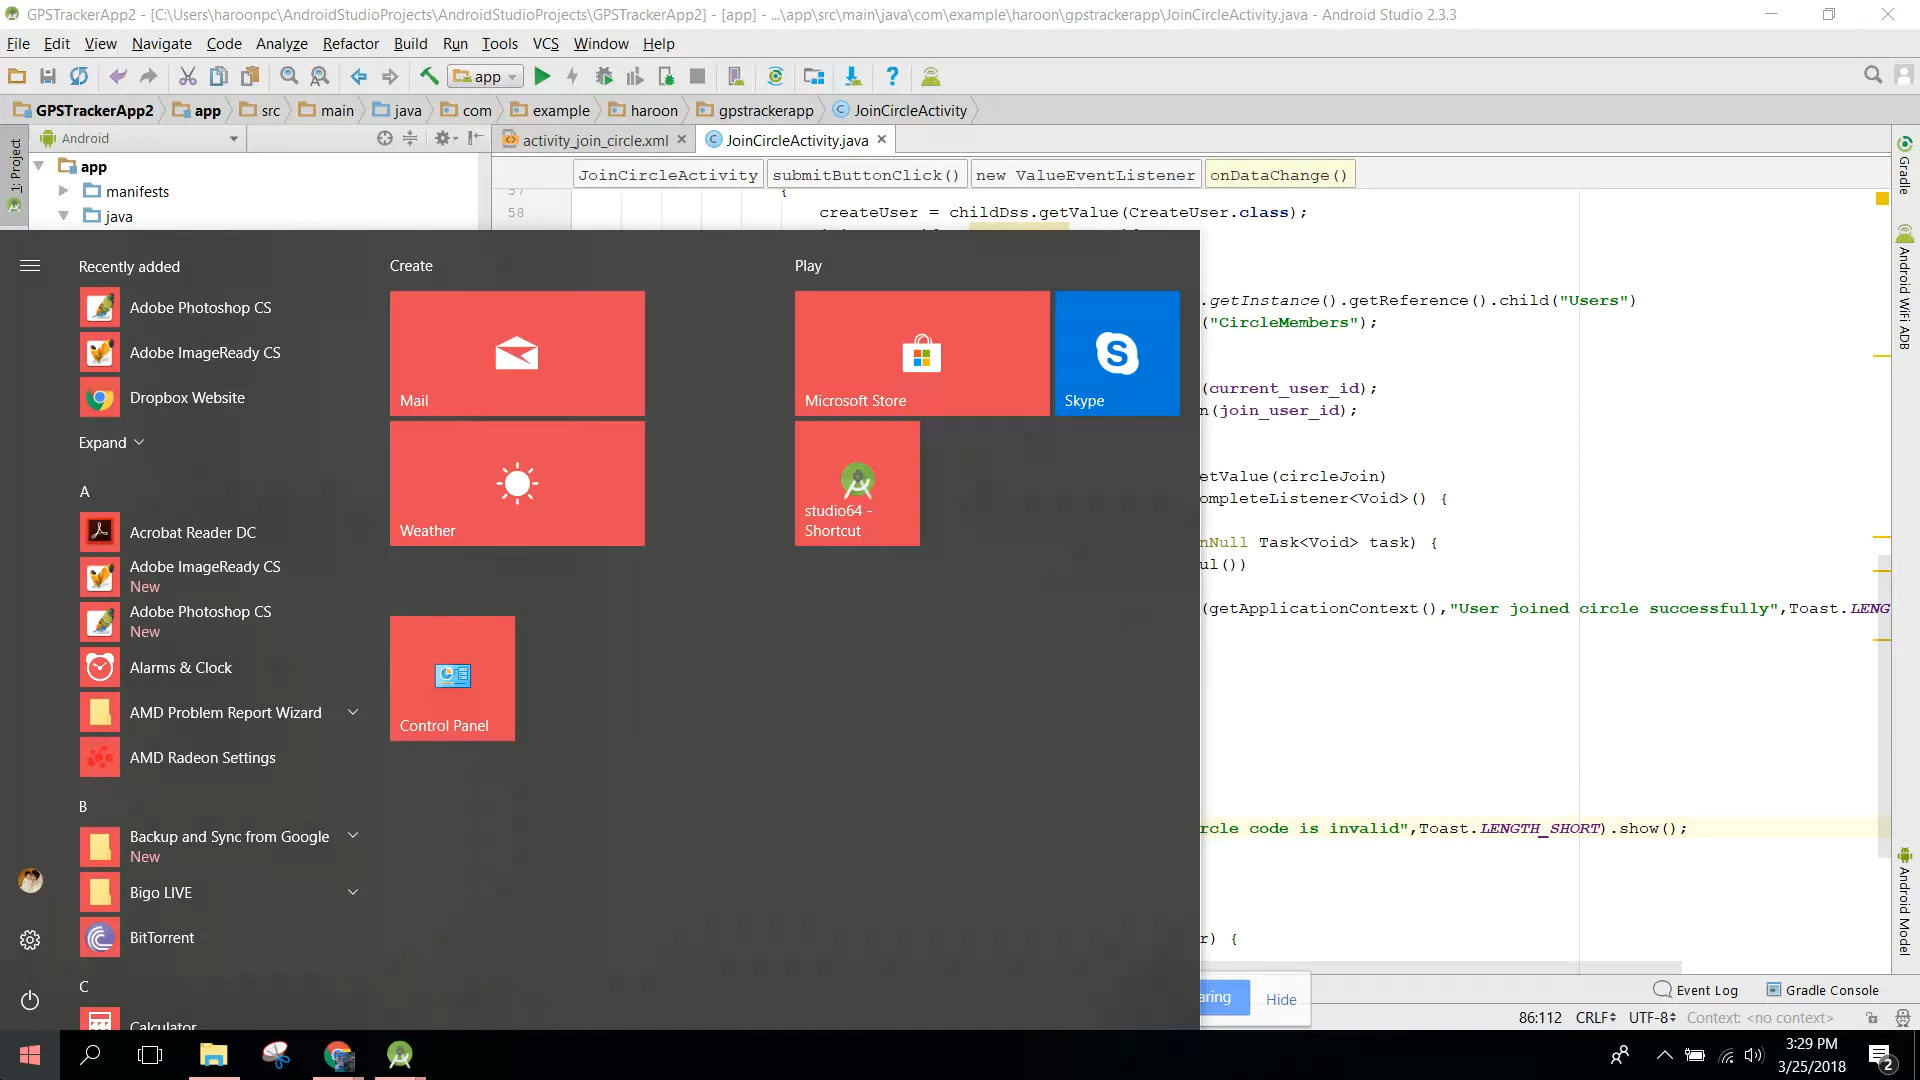 GPSTrackerApp2 - [C:\Users\haroonpc\AndroidStudioProjects\AndroidStudioProjects\GPSTrackerApp2] - [app] - ...\app\src\main\java\com\example\haroon\gpstrackerapp\JoinCircleActivity.java - Android Studio 2.3.3
File Edit View Navigate Code Analyze Refactor Build Run Tools VCS Window Help
app
GPSTrackerApp2 app src main java com example haroon gpstrackerapp JoinCircleActivity
1: Project
Android
activity_join_circle.xml
JoinCircleActivity.java
Gradle
Android WiFi ADB
Android Model
app
manifests
java
JoinCircleActivity submitButtonClick() new ValueEventListener onDataChange()
57 {
58 createUser = childDss.getValue(CreateUser.class);
.getInstance().getReference().child("Users")
("CircleMembers");
(current_user_id);
n(join_user_id);
etValue(circleJoin)
ompleteListener<Void>() {
nNull Task<Void> task) {
ul())
(getApplicationContext(),"User joined circle successfully",Toast.LENG
rcle code is invalid",Toast.LENGTH_SHORT).show();
r) {
Recently added
Adobe Photoshop CS
Adobe ImageReady CS
Dropbox Website
Expand
A
Acrobat Reader DC
Adobe ImageReady CS
New
Adobe Photoshop CS
New
Alarms & Clock
AMD Problem Report Wizard
AMD Radeon Settings
B
Backup and Sync from Google
New
Bigo LIVE
BitTorrent
C
Calculator
Create
Mail
Weather
Control Panel
Play
Microsoft Store
Skype
studio64 -
Shortcut
aring Hide
Event Log Gradle Console
86:112 CRLF UTF-8 Context: <no context>
3:29 PM
3/25/2018
2